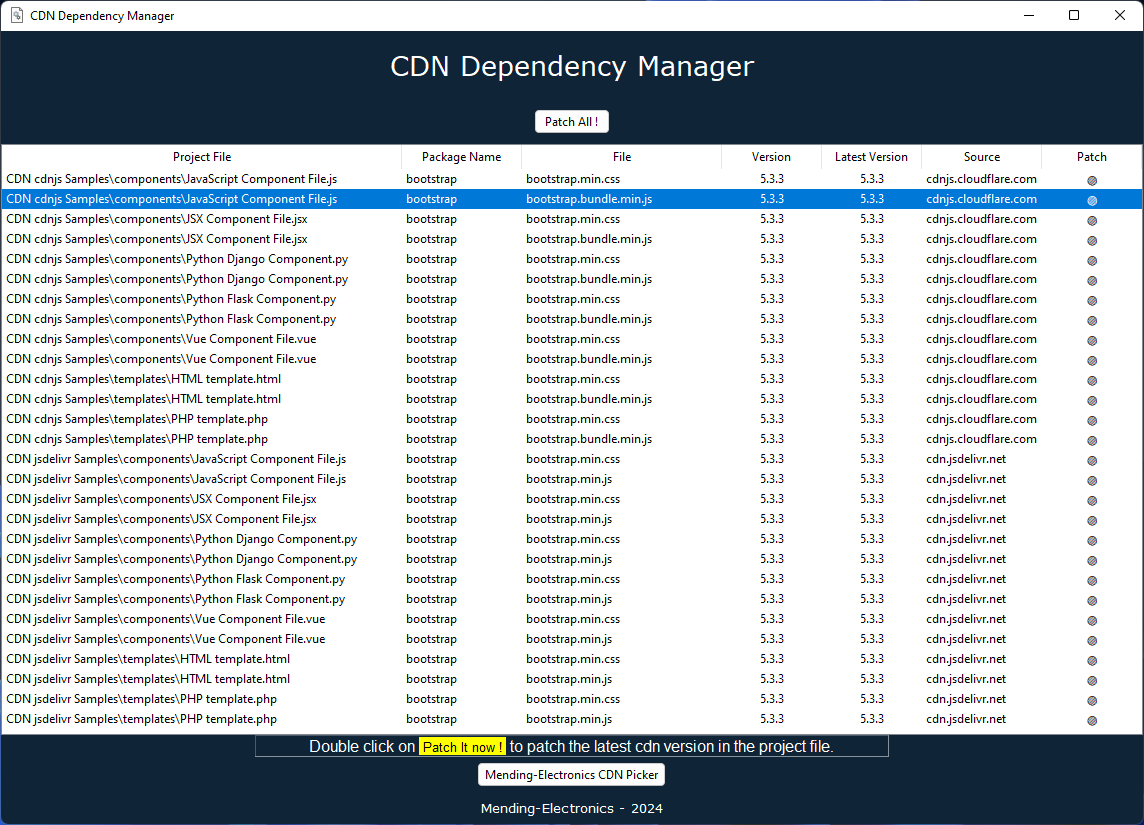 CDN Dependency Manager
CDN Dependency Manager
Patch All !
Project File Package Name File Version Latest Version Source Patch
CDN cdnjs Samples\components\JavaScript Component File.js bootstrap bootstrap.min.css 5.3.3 5.3.3 cdnjs.cloudflare.com
CDN cdnjs Samples\components\JavaScript Component File.js bootstrap bootstrap.bundle.min.js 5.3.3 5.3.3 cdnjs.cloudflare.com
CDN cdnjs Samples\components\JSX Component File.jsx bootstrap bootstrap.min.css 5.3.3 5.3.3 cdnjs.cloudflare.com
CDN cdnjs Samples\components\JSX Component File.jsx bootstrap bootstrap.bundle.min.js 5.3.3 5.3.3 cdnjs.cloudflare.com
CDN cdnjs Samples\components\Python Django Component.py bootstrap bootstrap.min.css 5.3.3 5.3.3 cdnjs.cloudflare.com
CDN cdnjs Samples\components\Python Django Component.py bootstrap bootstrap.bundle.min.js 5.3.3 5.3.3 cdnjs.cloudflare.com
CDN cdnjs Samples\components\Python Flask Component.py bootstrap bootstrap.min.css 5.3.3 5.3.3 cdnjs.cloudflare.com
CDN cdnjs Samples\components\Python Flask Component.py bootstrap bootstrap.bundle.min.js 5.3.3 5.3.3 cdnjs.cloudflare.com
CDN cdnjs Samples\components\Vue Component File.vue bootstrap bootstrap.min.css 5.3.3 5.3.3 cdnjs.cloudflare.com
CDN cdnjs Samples\components\Vue Component File.vue bootstrap bootstrap.bundle.min.js 5.3.3 5.3.3 cdnjs.cloudflare.com
CDN cdnjs Samples\templates\HTML template.html bootstrap bootstrap.min.css 5.3.3 5.3.3 cdnjs.cloudflare.com
CDN cdnjs Samples\templates\HTML template.html bootstrap bootstrap.bundle.min.js 5.3.3 5.3.3 cdnjs.cloudflare.com
CDN cdnjs Samples\templates\PHP template.php bootstrap bootstrap.min.css 5.3.3 5.3.3 cdnjs.cloudflare.com
CDN cdnjs Samples\templates\PHP template.php bootstrap bootstrap.bundle.min.js 5.3.3 5.3.3 cdnjs.cloudflare.com
CDN jsdelivr Samples\components\JavaScript Component File.js bootstrap bootstrap.min.css 5.3.3 5.3.3 cdn.jsdelivr.net
CDN jsdelivr Samples\components\JavaScript Component File.js bootstrap bootstrap.min.js 5.3.3 5.3.3 cdn.jsdelivr.net
CDN jsdelivr Samples\components\JSX Component File.jsx bootstrap bootstrap.min.css 5.3.3 5.3.3 cdn.jsdelivr.net
CDN jsdelivr Samples\components\JSX Component File.jsx bootstrap bootstrap.min.js 5.3.3 5.3.3 cdn.jsdelivr.net
CDN jsdelivr Samples\components\Python Django Component.py bootstrap bootstrap.min.css 5.3.3 5.3.3 cdn.jsdelivr.net
CDN jsdelivr Samples\components\Python Django Component.py bootstrap bootstrap.min.js 5.3.3 5.3.3 cdn.jsdelivr.net
CDN jsdelivr Samples\components\Python Flask Component.py bootstrap bootstrap.min.css 5.3.3 5.3.3 cdn.jsdelivr.net
CDN jsdelivr Samples\components\Python Flask Component.py bootstrap bootstrap.min.js 5.3.3 5.3.3 cdn.jsdelivr.net
CDN jsdelivr Samples\components\Vue Component File.vue bootstrap bootstrap.min.css 5.3.3 5.3.3 cdn.jsdelivr.net
CDN jsdelivr Samples\components\Vue Component File.vue bootstrap bootstrap.min.js 5.3.3 5.3.3 cdn.jsdelivr.net
CDN jsdelivr Samples\templates\HTML template.html bootstrap bootstrap.min.css 5.3.3 5.3.3 cdn.jsdelivr.net
CDN jsdelivr Samples\templates\HTML template.html bootstrap bootstrap.min.js 5.3.3 5.3.3 cdn.jsdelivr.net
CDN jsdelivr Samples\templates\PHP template.php bootstrap bootstrap.min.css 5.3.3 5.3.3 cdn.jsdelivr.net
CDN jsdelivr Samples\templates\PHP template.php bootstrap bootstrap.min.js 5.3.3 5.3.3 cdn.jsdelivr.net
Double click on Patch It now ! to patch the latest cdn version in the project file.
Mending-Electronics CDN Picker
Mending-Electronics - 2024